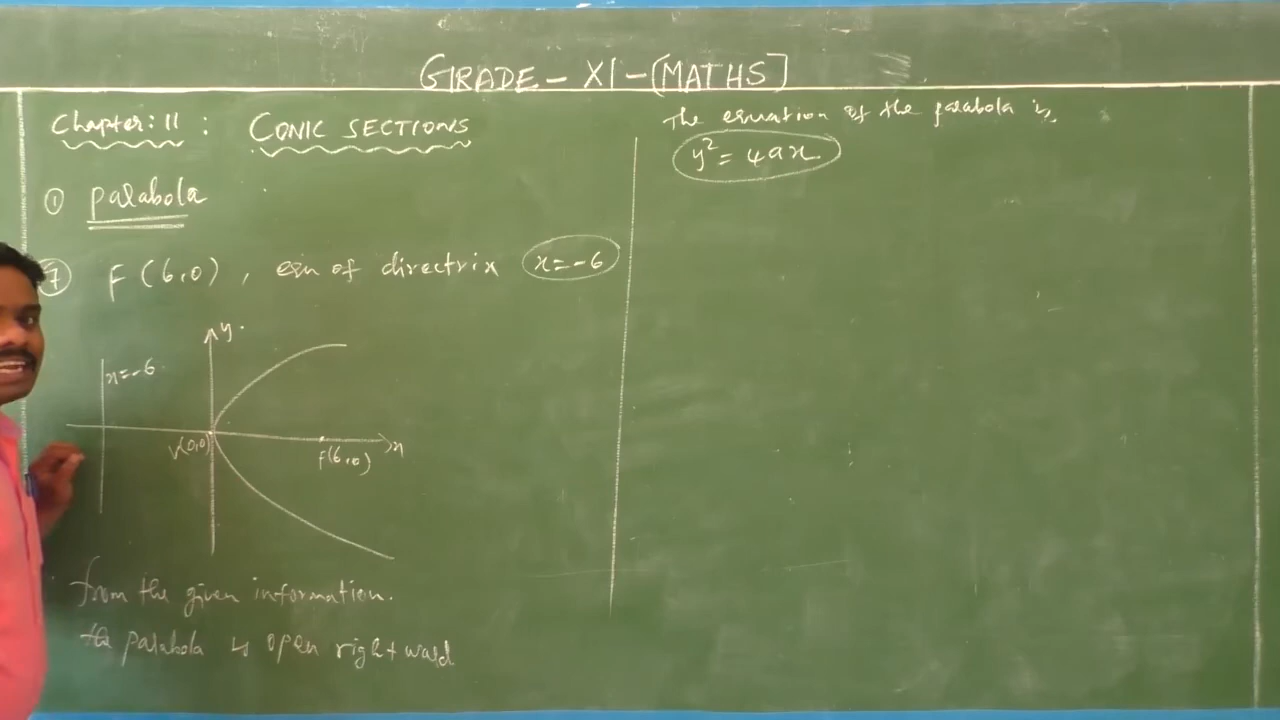 GRADE - XI - [MATHS]
Chapter: 11 : CONIC SECTIONS
① parabola
⑦ F(6,0), eqn of directrix x=-6
y
x=-6
V(0,0)
F(6,0)
x
from the given information.
the parabola is open rightward
The equation of the parabola is,
y² = 4ax